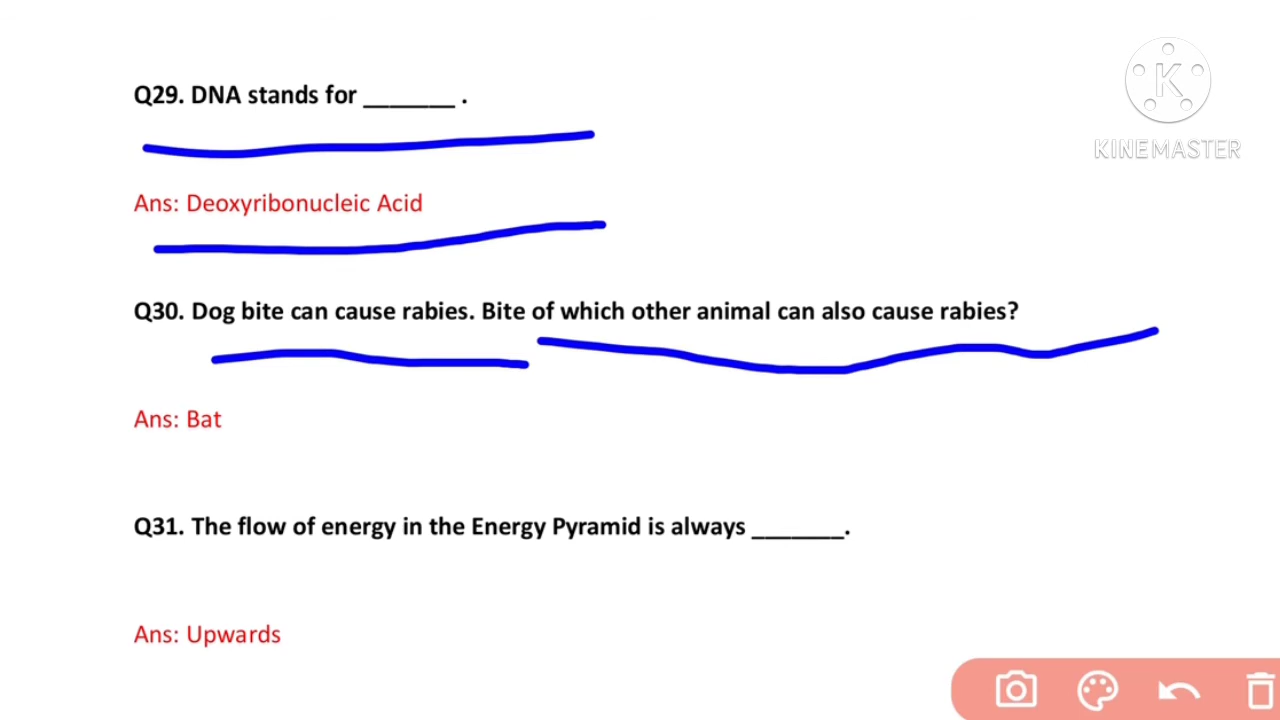 Q29. DNA stands for _______ .
K
KINEMASTER
Ans: Deoxyribonucleic Acid
Q30. Dog bite can cause rabies. Bite of which other animal can also cause rabies?
Ans: Bat
Q31. The flow of energy in the Energy Pyramid is always _______.
Ans: Upwards